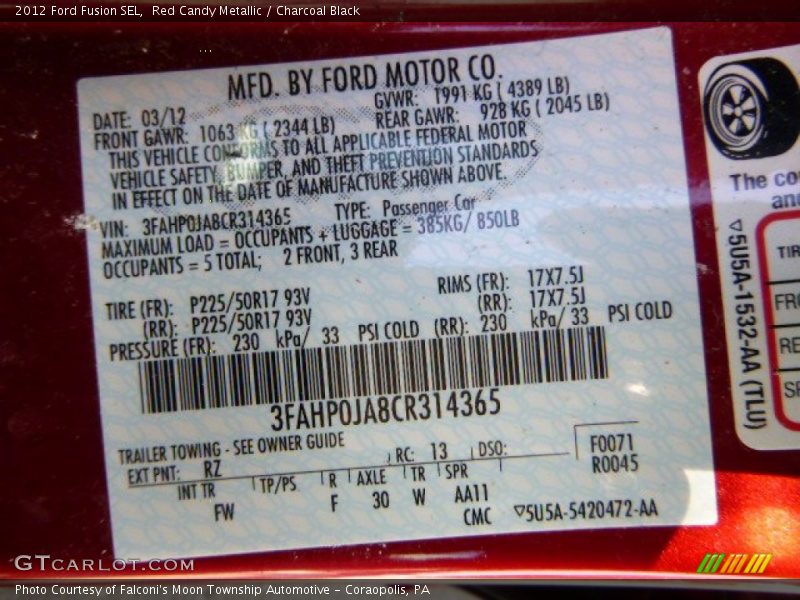 2012 Ford Fusion SEL, Red Candy Metallic / Charcoal Black
MFD. BY FORD MOTOR CO.
DATE: 03/12 GVWR: 1991 KG ( 4389 LB)
FRONT GAWR: 1063 KG ( 2344 LB) REAR GAWR: 928 KG ( 2045 LB)
THIS VEHICLE CONFORMS TO ALL APPLICABLE FEDERAL MOTOR
VEHICLE SAFETY, BUMPER, AND THEFT PREVENTION STANDARDS
IN EFFECT ON THE DATE OF MANUFACTURE SHOWN ABOVE.
VIN: 3FAHP0JA8CR314365 TYPE: Passenger Car
MAXIMUM LOAD = OCCUPANTS + LUGGAGE = 385KG/ 850LB
OCCUPANTS = 5 TOTAL; 2 FRONT, 3 REAR
TIRE (FR): P225/50R17 93V RIMS (FR): 17X7.5J
(RR): P225/50R17 93V (RR): 17X7.5J
PRESSURE (FR): 230 kPa/ 33 PSI COLD (RR): 230 kPa/ 33 PSI COLD
3FAHP0JA8CR314365
TRAILER TOWING - SEE OWNER GUIDE
EXT PNT: RZ RC: 13 DSO: F0071
R0045
INT TR TP/PS R AXLE TR SPR
FW F 30 W AA11
CMC ▽5U5A-5420472-AA
The co
an
▽5U5A-1532-AA (TLU)
TIR
FRO
RE
SP
GTCARLOT.COM
Photo Courtesy of Falconi's Moon Township Automotive - Coraopolis, PA